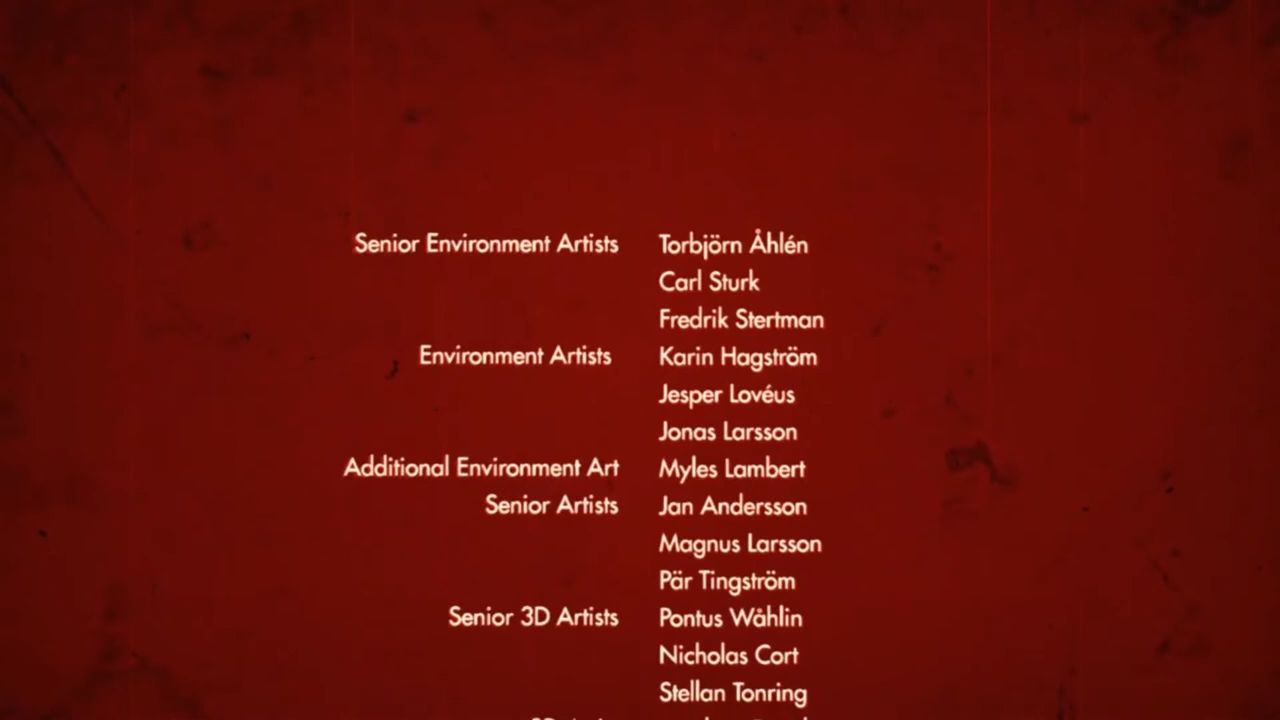 Senior Environment Artists Torbjörn Åhlén
Carl Sturk
Fredrik Stertman
Environment Artists Karin Hagström
Jesper Lovéus
Jonas Larsson
Additional Environment Art Myles Lambert
Senior Artists Jan Andersson
Magnus Larsson
Pär Tingström
Senior 3D Artists Pontus Wåhlin
Nicholas Cort
Stellan Tonring